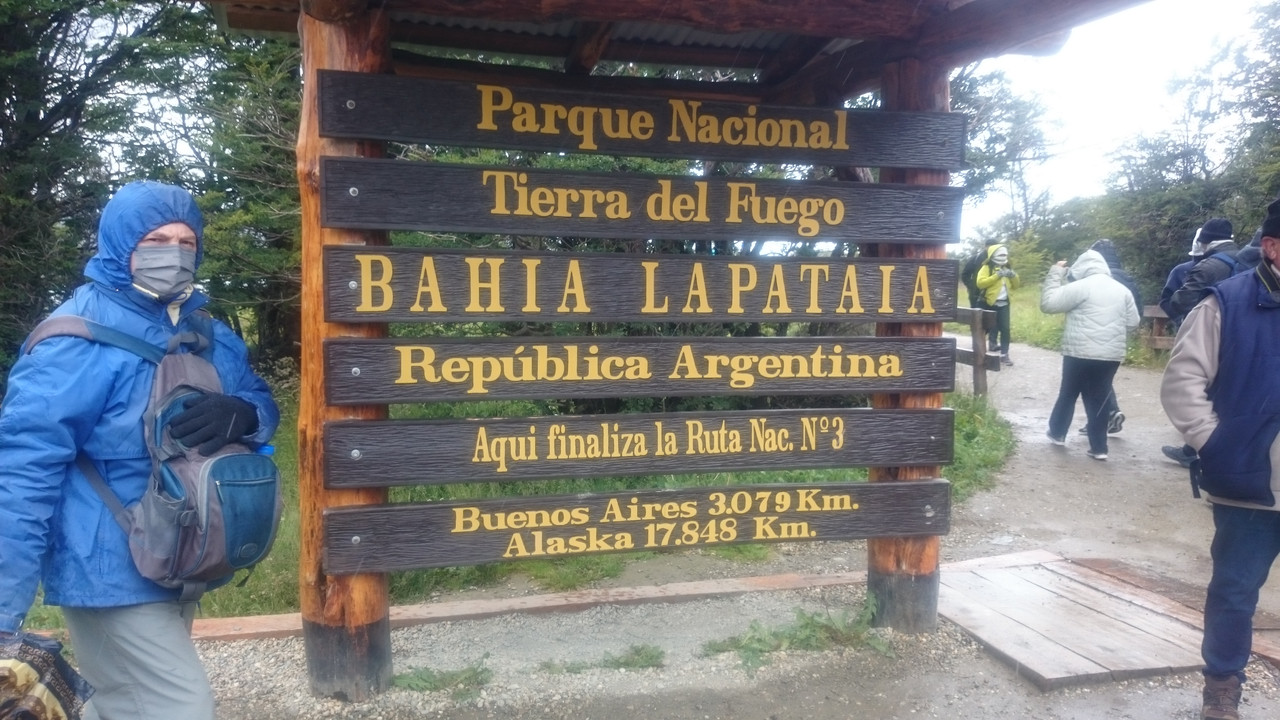 Parque Nacional
Tierra del Fuego
BAHIA LAPATAIA
República Argentina
Aqui finaliza la Ruta Nac. Nº3
Buenos Aires 3.079 Km.
Alaska 17.848 Km.